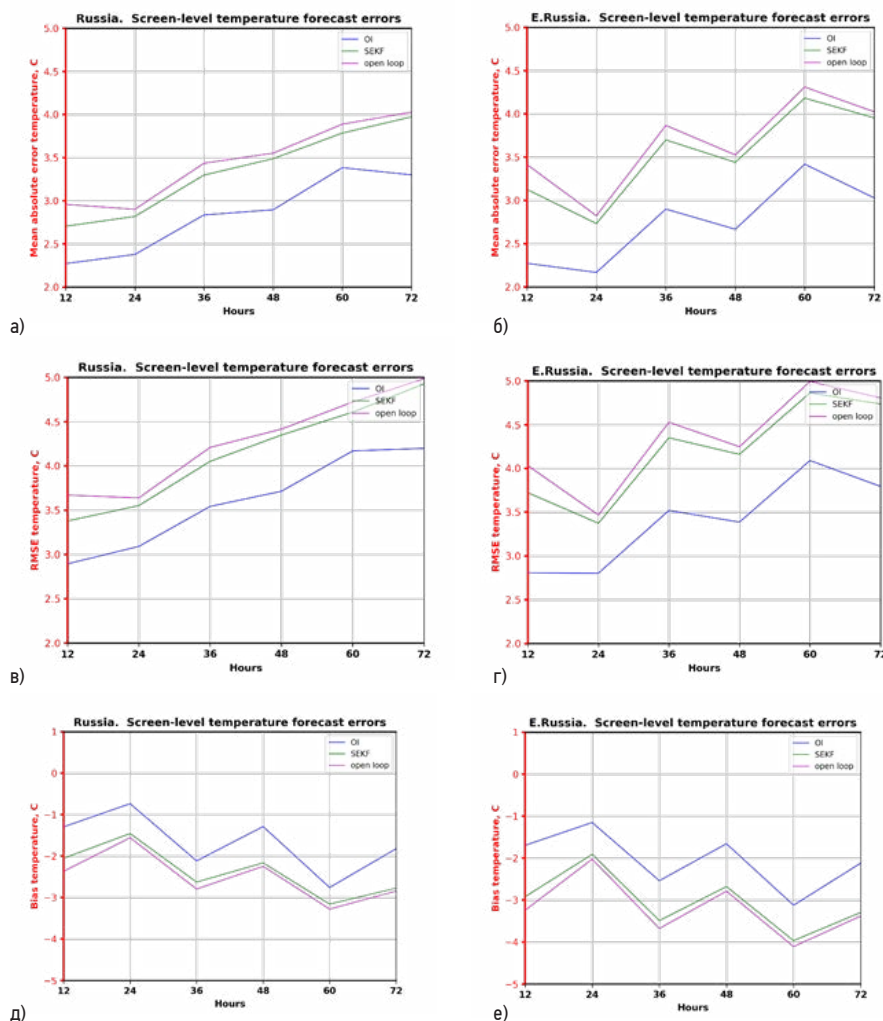 Russia. Screen-level temperature forecast errors
5.0
4.5
4.0
3.5
3.0
2.5
2.0
Mean absolute error temperature, C
OI
SEKF
open loop
12 24 36 48 60 72
Hours
а)
E.Russia. Screen-level temperature forecast errors
5.0
4.5
4.0
3.5
3.0
2.5
2.0
Mean absolute error temperature, C
OI
SEKF
open loop
12 24 36 48 60 72
Hours
б)
Russia. Screen-level temperature forecast errors
5.0
4.5
4.0
3.5
3.0
2.5
2.0
RMSE temperature, C
OI
SEKF
open loop
12 24 36 48 60 72
Hours
в)
E.Russia. Screen-level temperature forecast errors
5.0
4.5
4.0
3.5
3.0
2.5
2.0
RMSE temperature, C
OI
SEKF
open loop
12 24 36 48 60 72
Hours
г)
Russia. Screen-level temperature forecast errors
1
0
−1
−2
−3
−4
−5
Bias temperature, C
OI
SEKF
open loop
12 24 36 48 60 72
Hours
д)
E.Russia. Screen-level temperature forecast errors
1
0
−1
−2
−3
−4
−5
Bias temperature, C
OI
SEKF
open loop
12 24 36 48 60 72
Hours
е)